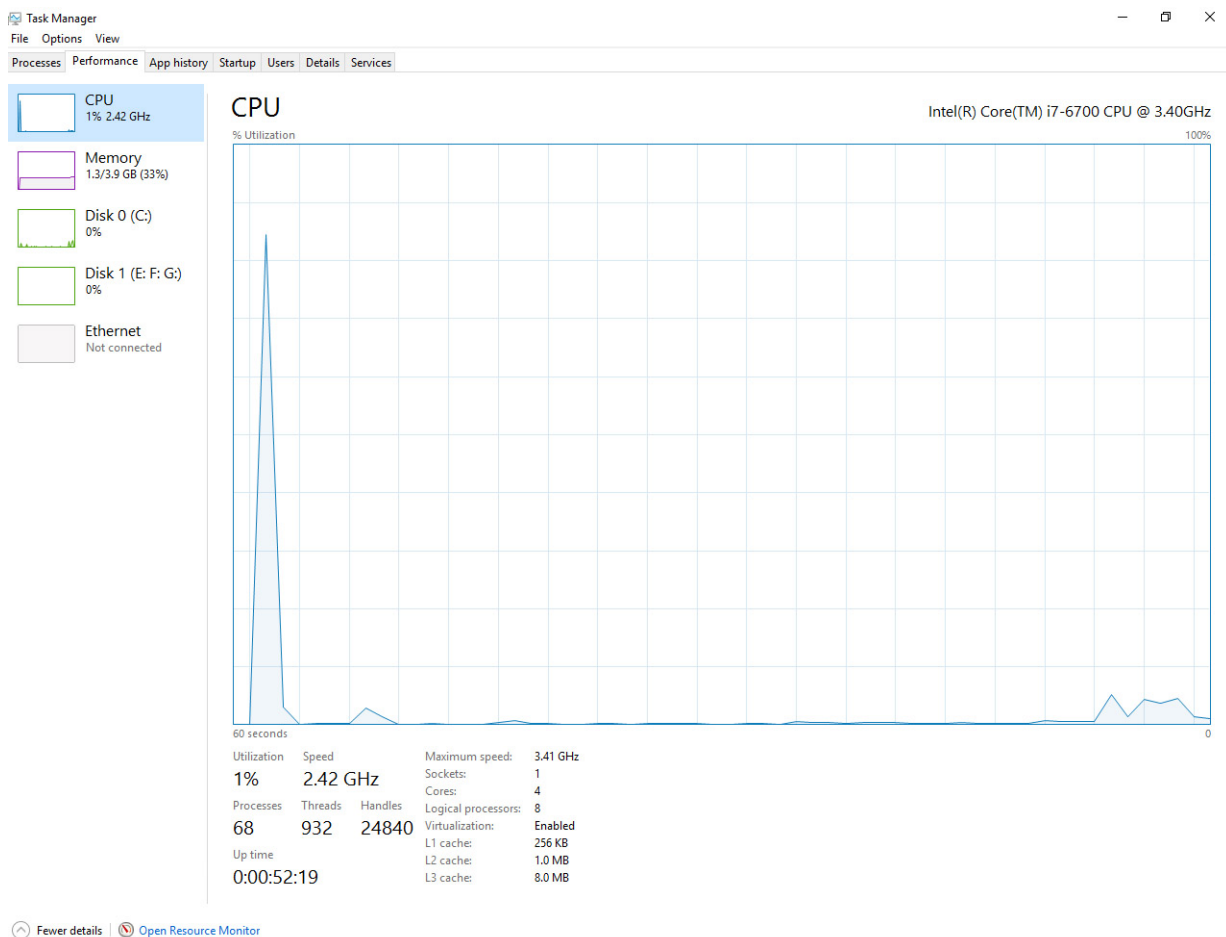 Task Manager
File Options View
Processes Performance App history Startup Users Details Services
CPU
1% 2.42 GHz
Memory
1.3/3.9 GB (33%)
Disk 0 (C:)
0%
Disk 1 (E: F: G:)
0%
Ethernet
Not connected
CPU Intel(R) Core(TM) i7-6700 CPU @ 3.40GHz
% Utilization 100%
60 seconds 0
Utilization Speed
1% 2.42 GHz
Processes Threads Handles
68 932 24840
Up time
0:00:52:19
Maximum speed: 3.41 GHz
Sockets: 1
Cores: 4
Logical processors: 8
Virtualization: Enabled
L1 cache: 256 KB
L2 cache: 1.0 MB
L3 cache: 8.0 MB
Fewer details Open Resource Monitor